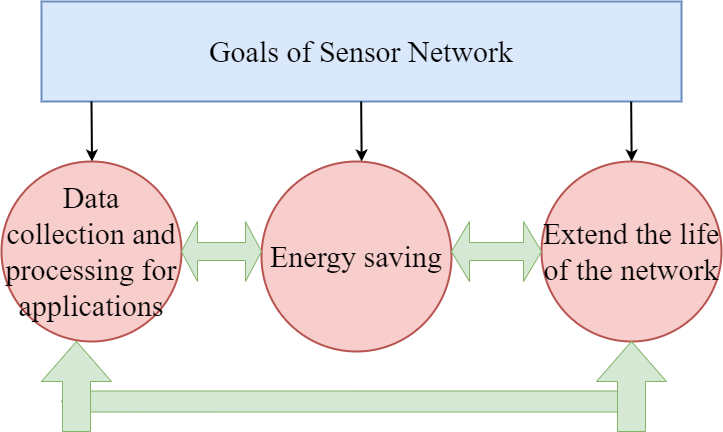 Goals of Sensor Network
Data
collection and
processing for
applications
Energy saving
Extend the life
of the network